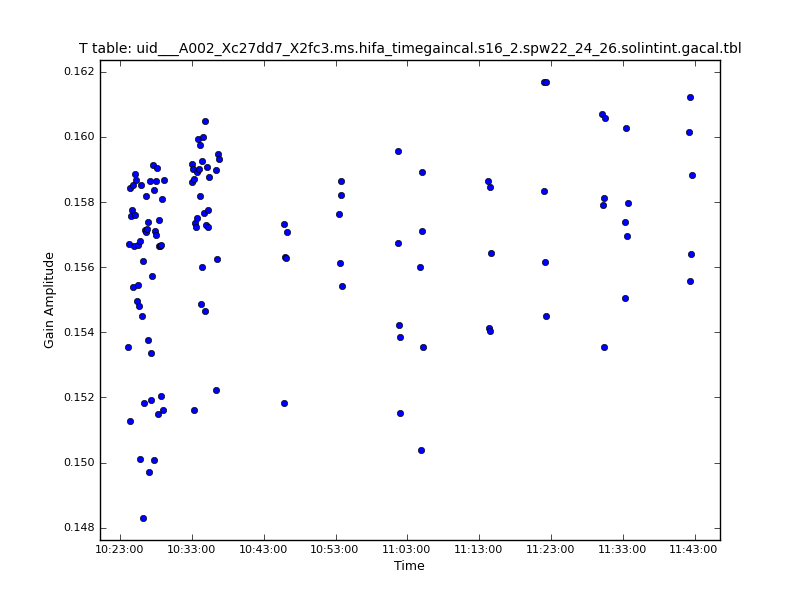 T table: uid___A002_Xc27dd7_X2fc3.ms.hifa_timegaincal.s16_2.spw22_24_26.solintint.gacal.tbl
0.162
0.160
0.158
0.156
0.154
0.152
0.150
0.148
Gain Amplitude
10:23:00 10:33:00 10:43:00 10:53:00 11:03:00 11:13:00 11:23:00 11:33:00 11:43:00
Time